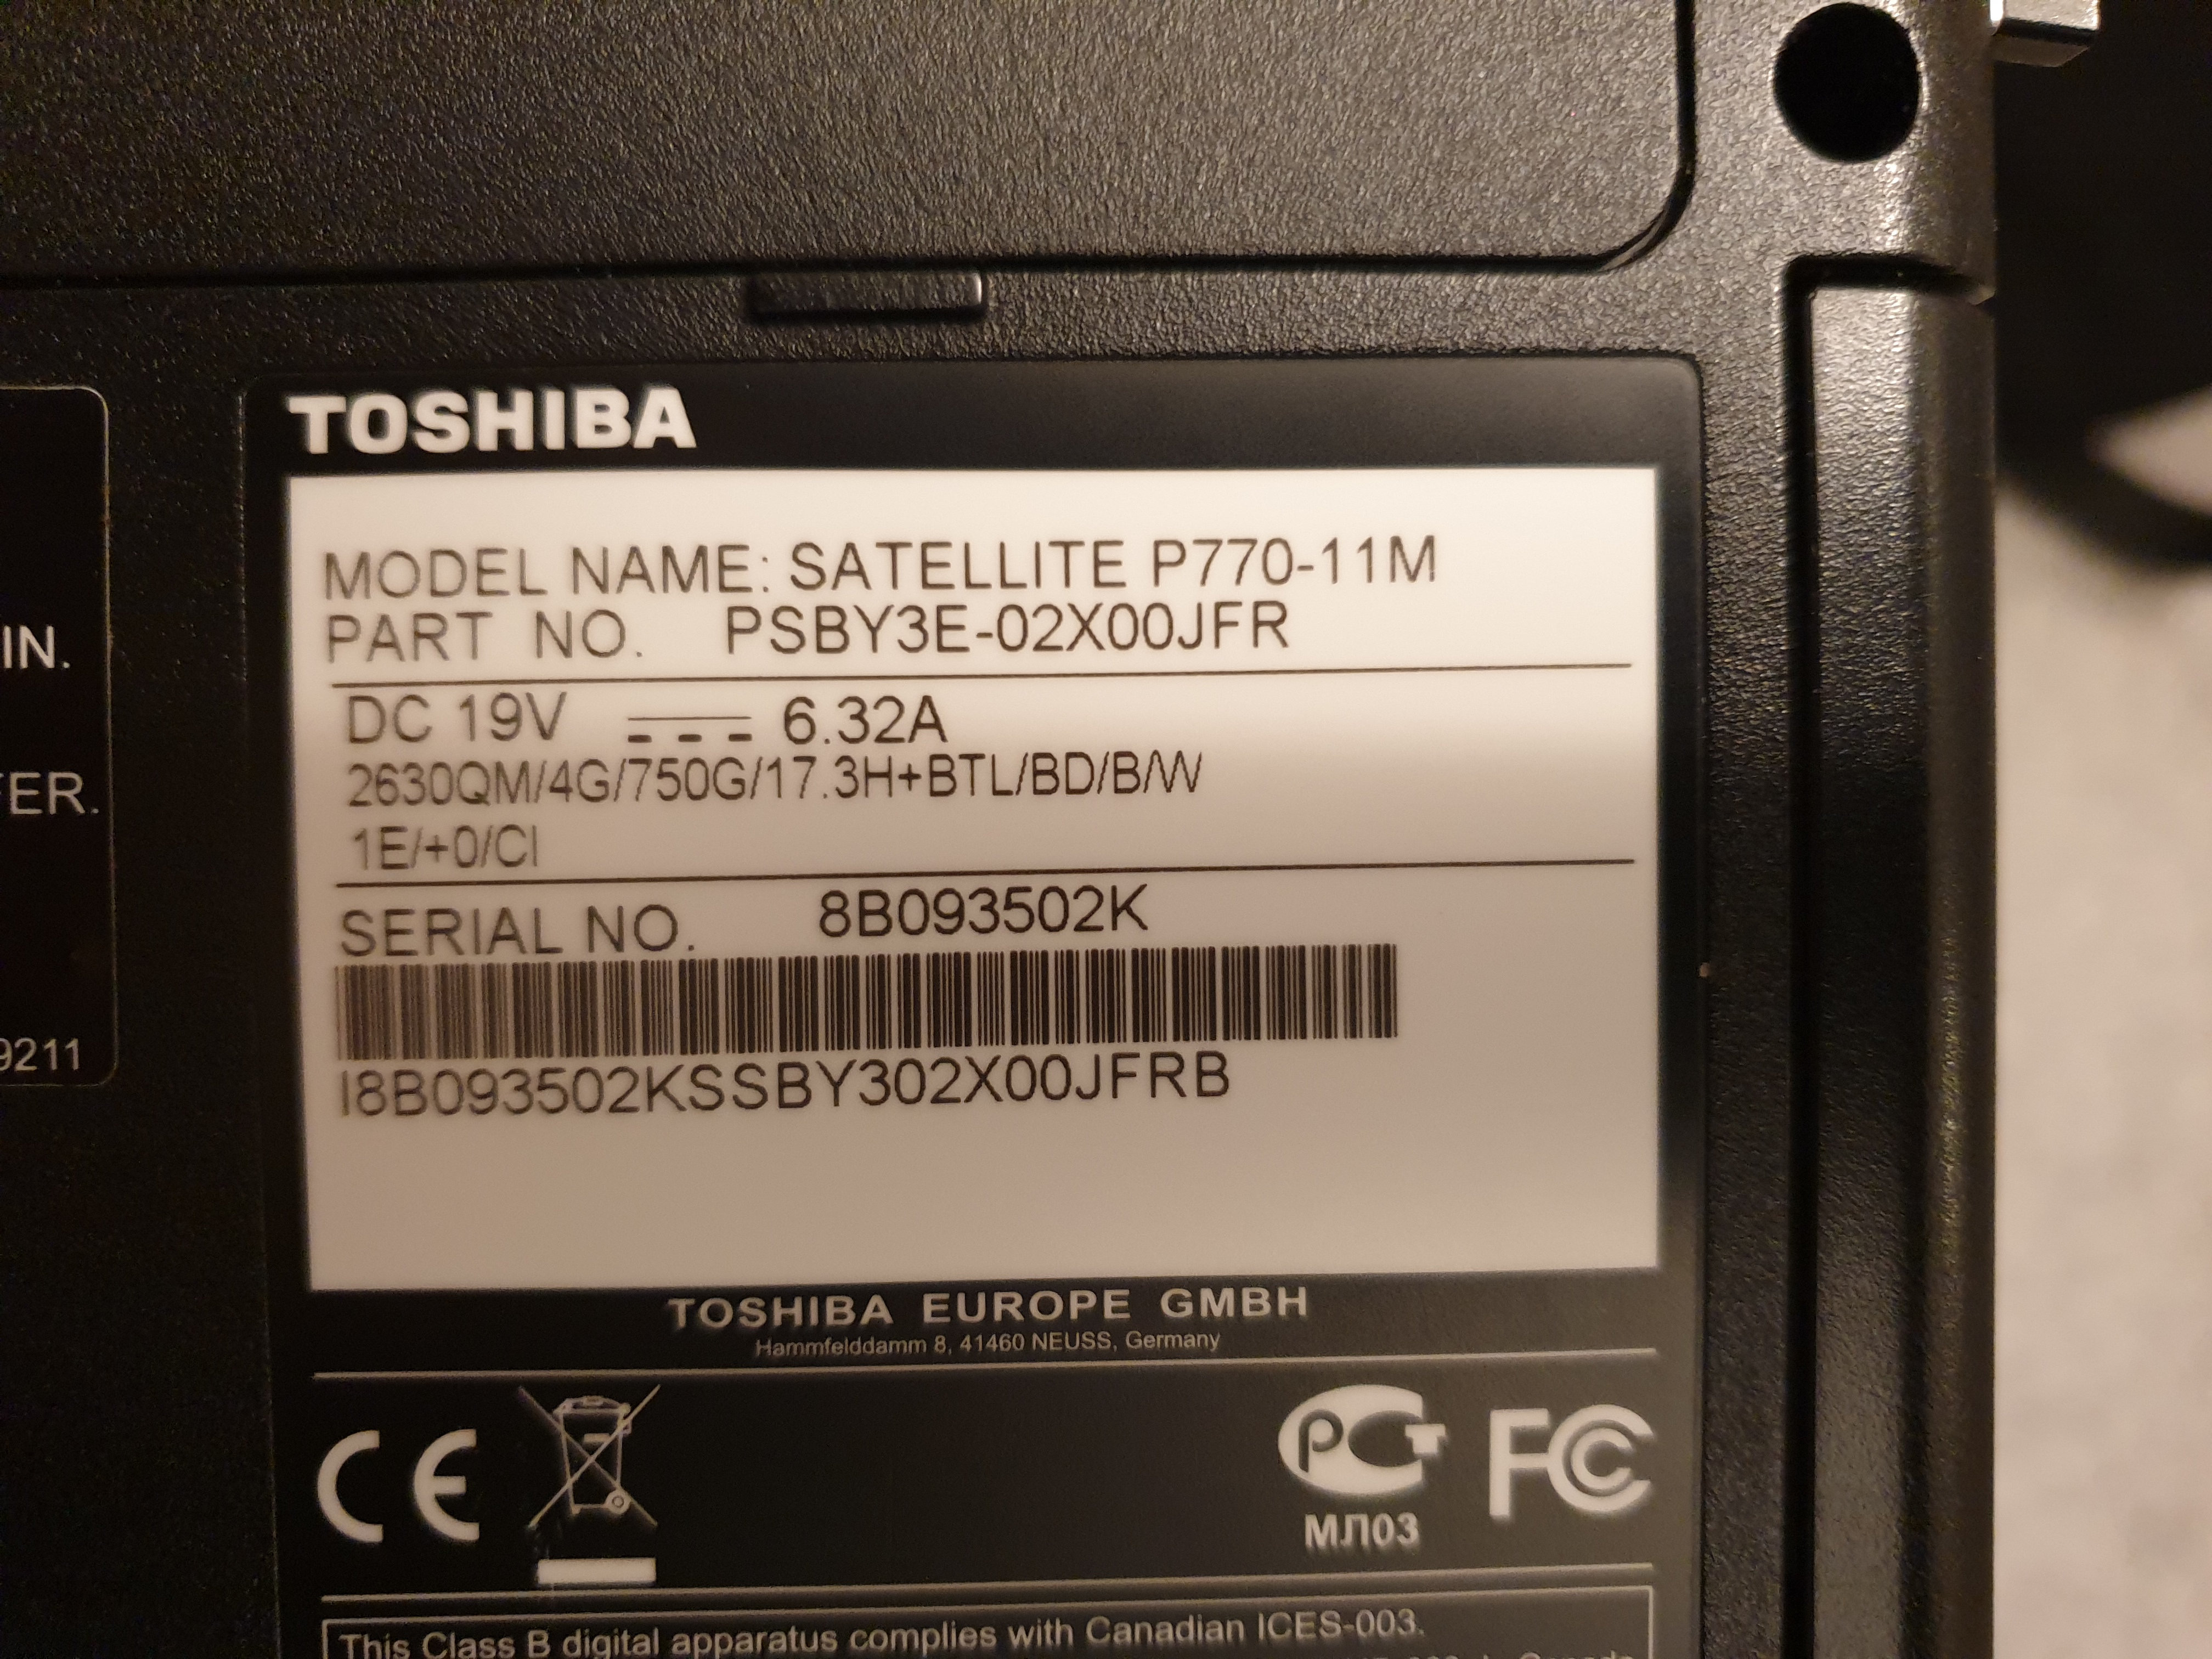 TOSHIBA
MODEL NAME: SATELLITE P770-11M
PART NO. PSBY3E-02X00JFR
DC 19V 6.32A
2630QM/4G/750G/17.3H+BTL/BD/B/W
1E/+0/CI
SERIAL NO. 8B093502K
I8B093502KSSBY302X00JFRB
TOSHIBA EUROPE GMBH
Hammfelddamm 8, 41460 NEUSS, Germany
CE
PCT
МЛ03
FC
This Class B digital apparatus complies with Canadian ICES-003.
IN.
ER.
9211